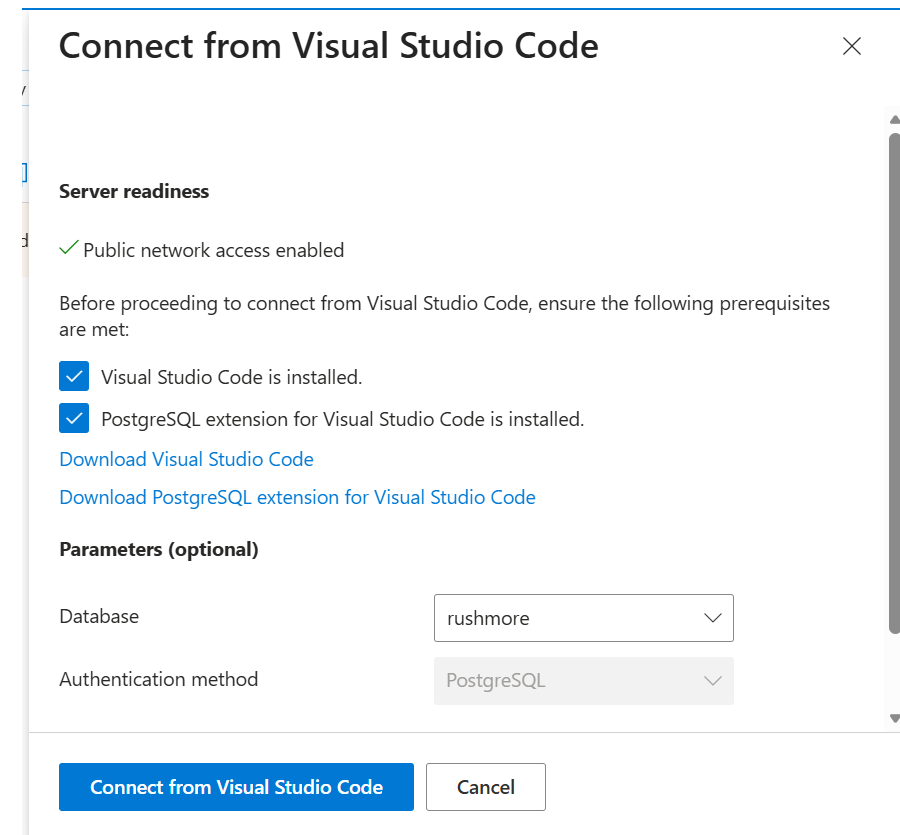 Connect from Visual Studio Code
Server readiness
Public network access enabled
Before proceeding to connect from Visual Studio Code, ensure the following prerequisites
are met:
Visual Studio Code is installed.
PostgreSQL extension for Visual Studio Code is installed.
Download Visual Studio Code
Download PostgreSQL extension for Visual Studio Code
Parameters (optional)
Database
rushmore
Authentication method
PostgreSQL
Connect from Visual Studio Code
Cancel